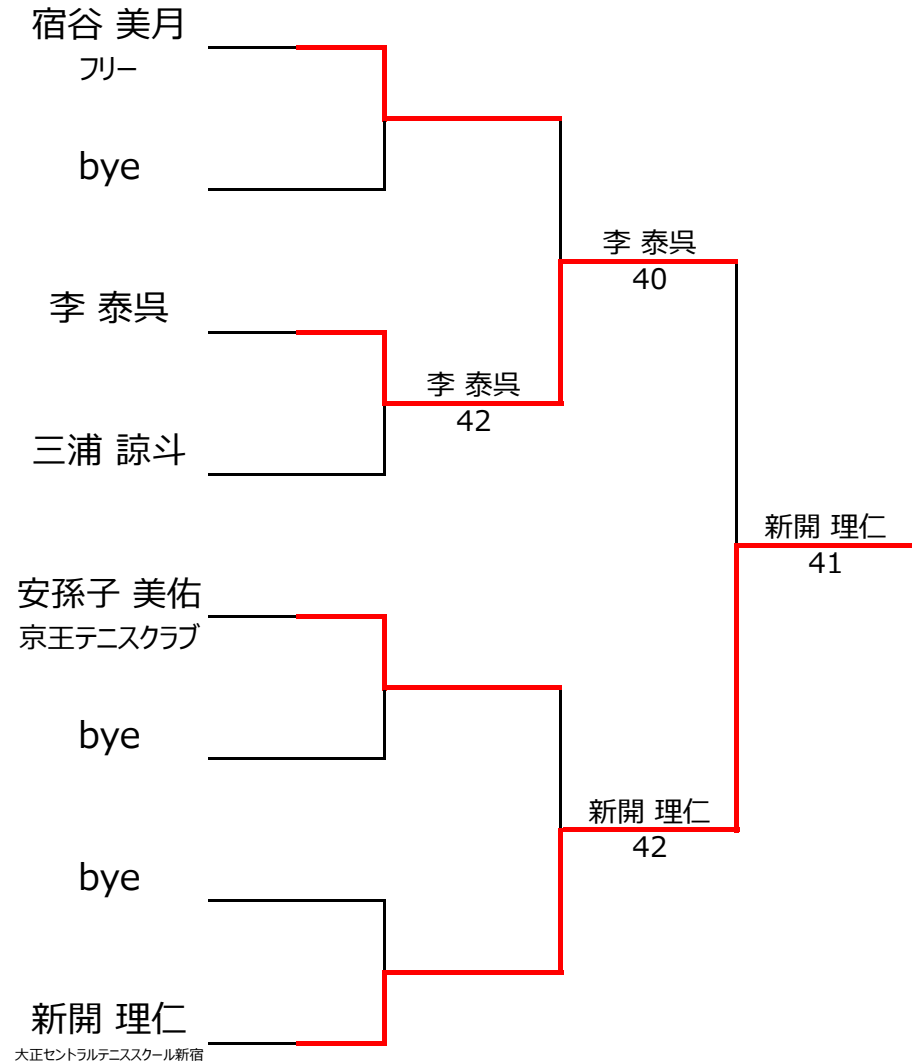 宿谷 美月
フリー
bye
李 泰呉
三浦 諒斗
安孫子 美佑
京王テニスクラブ
bye
bye
新開 理仁
大正セントラルテニススクール新宿
李 泰呉
42
李 泰呉
40
新開 理仁
42
新開 理仁
41